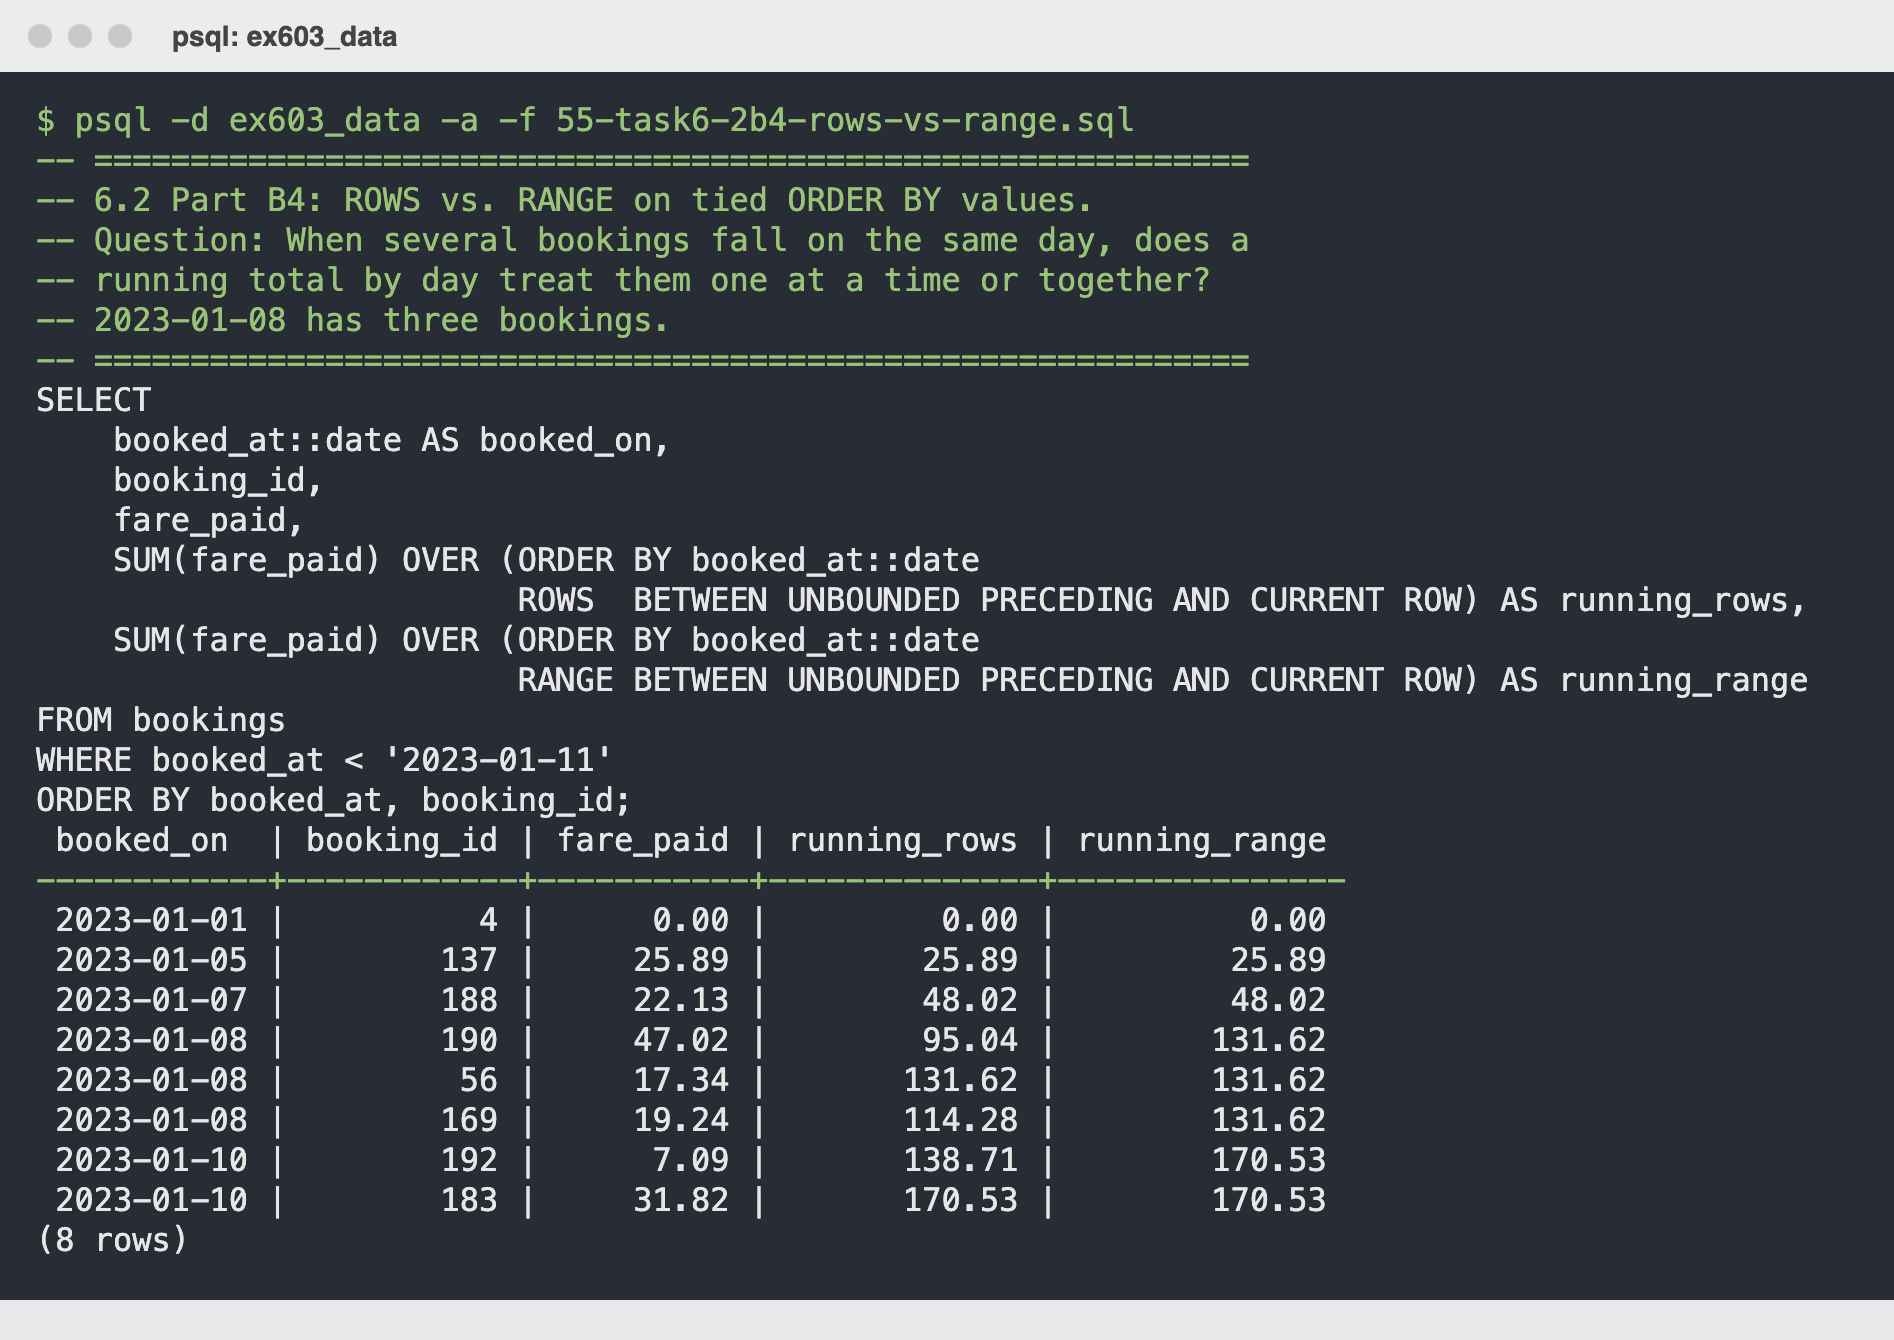 psql: ex603_data
$ psql -d ex603_data -a -f 55-task6-2b4-rows-vs-range.sql
-- ============================================================
-- 6.2 Part B4: ROWS vs. RANGE on tied ORDER BY values.
-- Question: When several bookings fall on the same day, does a
-- running total by day treat them one at a time or together?
-- 2023-01-08 has three bookings.
-- ============================================================
SELECT
    booked_at::date AS booked_on,
    booking_id,
    fare_paid,
    SUM(fare_paid) OVER (ORDER BY booked_at::date
                         ROWS  BETWEEN UNBOUNDED PRECEDING AND CURRENT ROW) AS running_rows,
    SUM(fare_paid) OVER (ORDER BY booked_at::date
                         RANGE BETWEEN UNBOUNDED PRECEDING AND CURRENT ROW) AS running_range
FROM bookings
WHERE booked_at < '2023-01-11'
ORDER BY booked_at, booking_id;
 booked_on  | booking_id | fare_paid | running_rows | running_range
------------+------------+-----------+--------------+---------------
 2023-01-01 |          4 |      0.00 |         0.00 |          0.00
 2023-01-05 |        137 |     25.89 |        25.89 |         25.89
 2023-01-07 |        188 |     22.13 |        48.02 |         48.02
 2023-01-08 |        190 |     47.02 |        95.04 |        131.62
 2023-01-08 |         56 |     17.34 |       131.62 |        131.62
 2023-01-08 |        169 |     19.24 |       114.28 |        131.62
 2023-01-10 |        192 |      7.09 |       138.71 |        170.53
 2023-01-10 |        183 |     31.82 |       170.53 |        170.53
(8 rows)